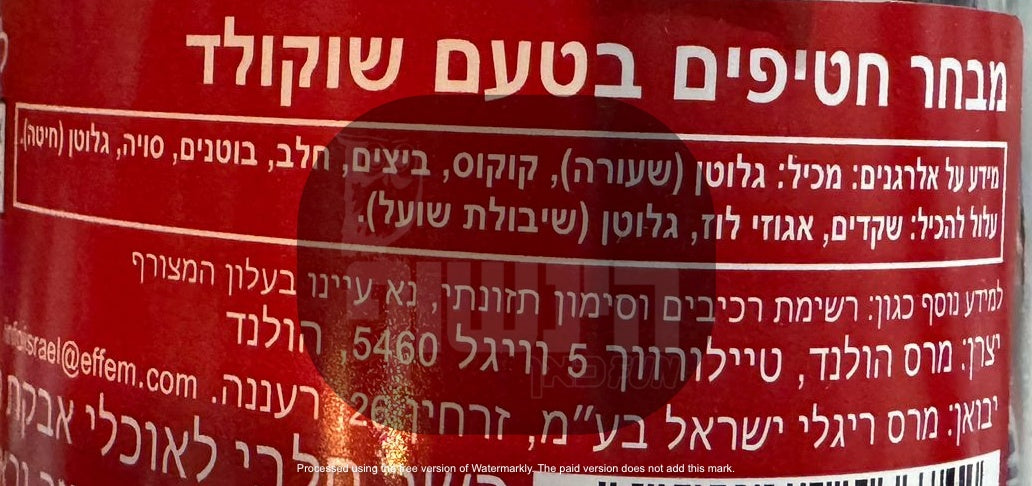 מבחר חטיפים בטעם שוקולד
מידע על אלרגנים: מכיל: גלוטן (שעורה), קוקוס, ביצים, חלב, בוטנים, סויה, גלוטן (חיטה).
עלול להכיל: שקדים, אגוזי לוז, גלוטן (שיבולת שועל).
למידע נוסף כגון: רשימת רכיבים וסימון תזונתי, נא עיינו בעלון המצורף
יצרן: מרס הולנד, טיילורווך 5 וויגל 5460, הולנד
יבואן: מרס ריגלי ישראל בע״מ, זרחין 26, רעננה. infoisrael@effem.com
לאוכלי אבקת
Processed using the free version of Watermarkly. The paid version does not add this mark.